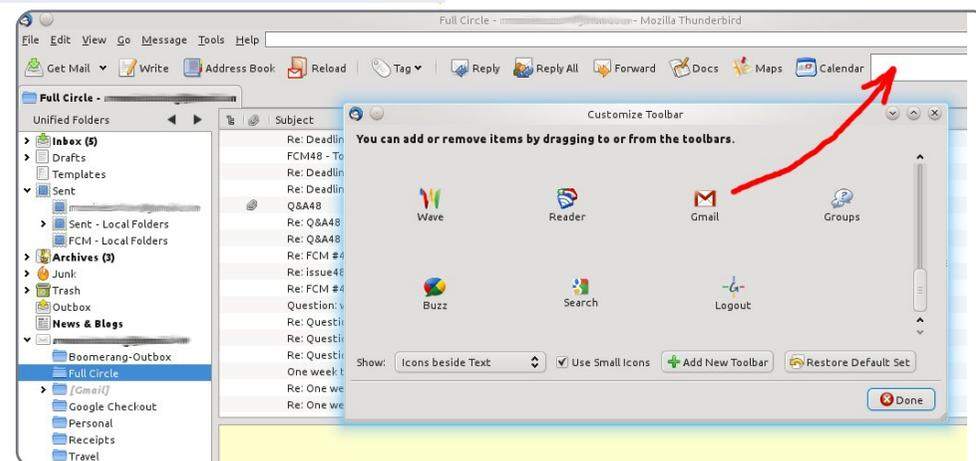 Full Circle - - Mozilla Thunderbird
File Edit View Go Message Tools Help
Get Mail Write Address Book Reload Tag Reply Reply All Forward Docs Maps Calendar
Full Circle -
Unified Folders
Subject
Inbox (5)
Drafts
Templates
Sent
Sent - Local Folders
FCM - Local Folders
Archives (3)
Junk
Trash
Outbox
News & Blogs
Boomerang-Outbox
Full Circle
[Gmail]
Google Checkout
Personal
Receipts
Travel
Re: Deadlin
FCM48 - To
Re: Deadlin
Re: Deadlin
Q&A48
Re: Q&A48
Re: Q&A48
Re: FCM #4
Re: issue48
Re: FCM #4
Question: v
Re: Questic
Re: Questic
Re: Questic
One week t
Re: One we
Re: One we
Customize Toolbar
You can add or remove items by dragging to or from the toolbars.
Wave Reader Gmail Groups
Buzz Search Logout
Show: Icons beside Text Use Small Icons Add New Toolbar Restore Default Set
Done